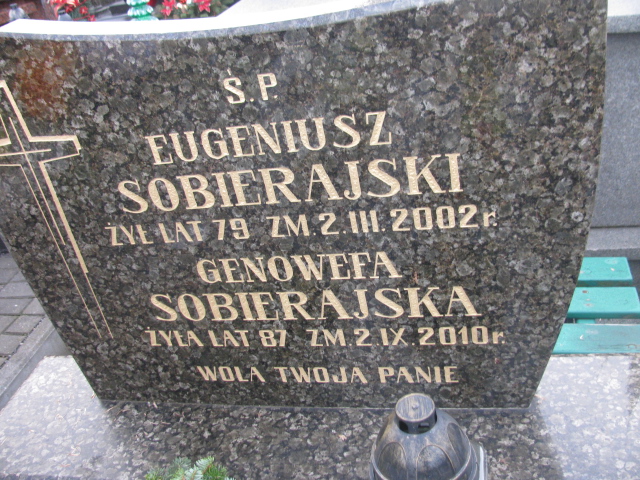 Ś.P.
EUGENIUSZ
SOBIERAJSKI
ŻYŁ LAT 79 ZM. 2.III.2002 r.
GENOWEFA
SOBIERAJSKA
ŻYŁA LAT 87 ZM. 2 IX. 2010 r.
WOLA TWOJA PANIE